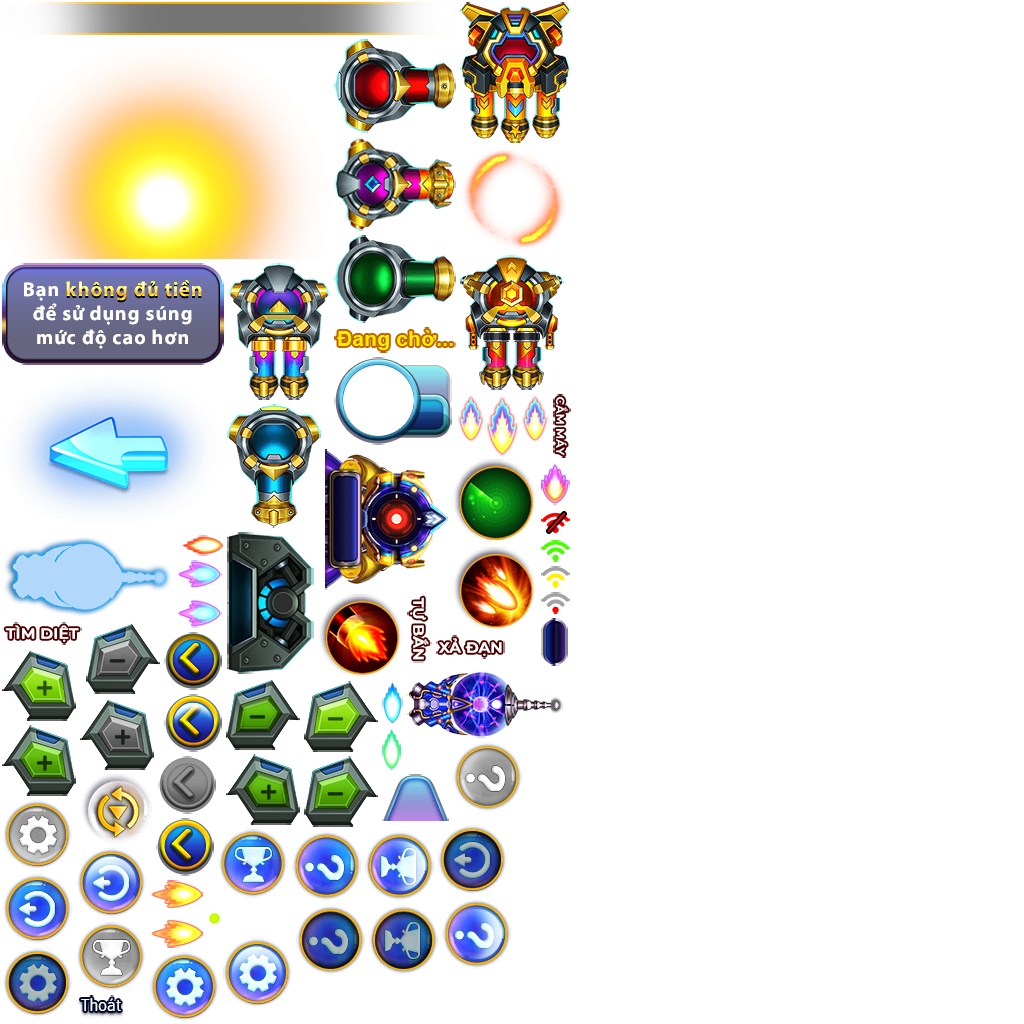 Bạn không đủ tiền
để sử dụng súng
mức độ cao hơn
Đang chờ...
CẦM MÁY
TỰ BẮN
XẢ ĐẠN
TÌM DIỆT
Thoát